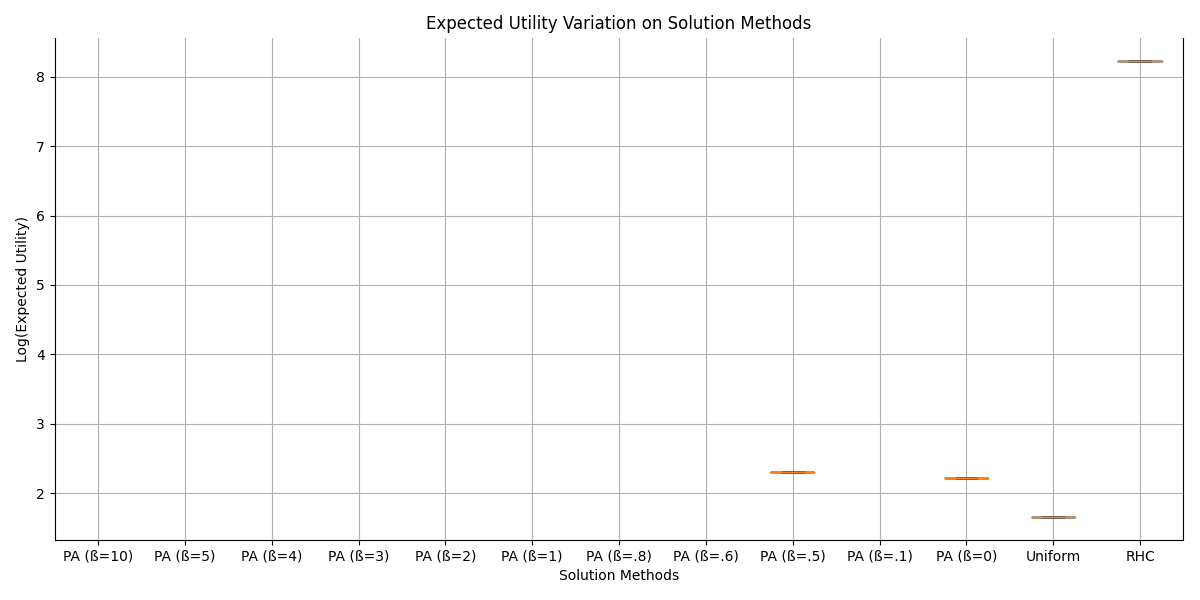 Expected Utility Variation on Solution Methods
Log(Expected Utility)
8
7
6
5
4
3
2
PA (ß=10) PA (ß=5) PA (ß=4) PA (ß=3) PA (ß=2) PA (ß=1) PA (ß=.8) PA (ß=.6) PA (ß=.5) PA (ß=.1) PA (ß=0) Uniform RHC
Solution Methods